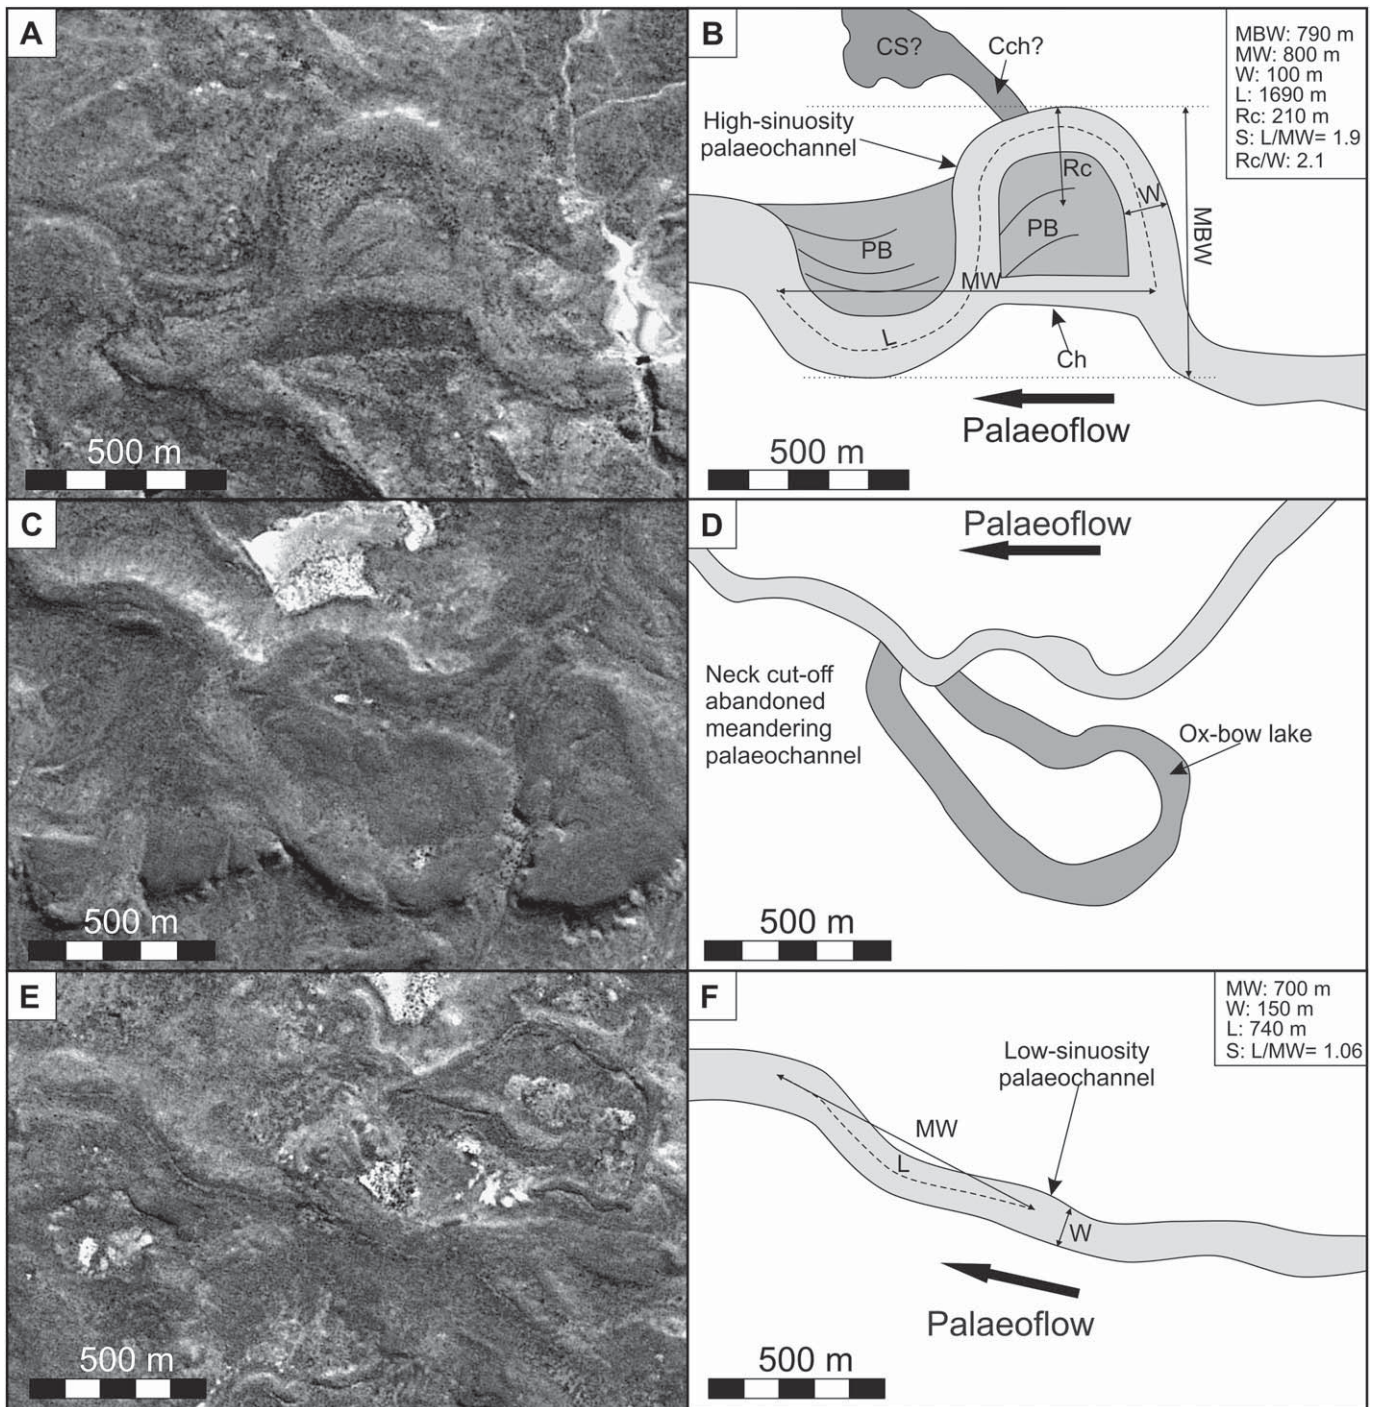 A
500 m
B
CS?
Cch?
MBW: 790 m
MW: 800 m
W: 100 m
L: 1690 m
Rc: 210 m
S: L/MW= 1.9
Rc/W: 2.1
High-sinuosity
palaeochannel
Rc
W
PB
PB
MBW
MW
L
Ch
Palaeoflow
500 m
C
500 m
D
Palaeoflow
Neck cut-off
abandoned
meandering
palaeochannel
Ox-bow lake
500 m
E
500 m
F
MW: 700 m
W: 150 m
L: 740 m
S: L/MW= 1.06
Low-sinuosity
palaeochannel
MW
L
W
Palaeoflow
500 m